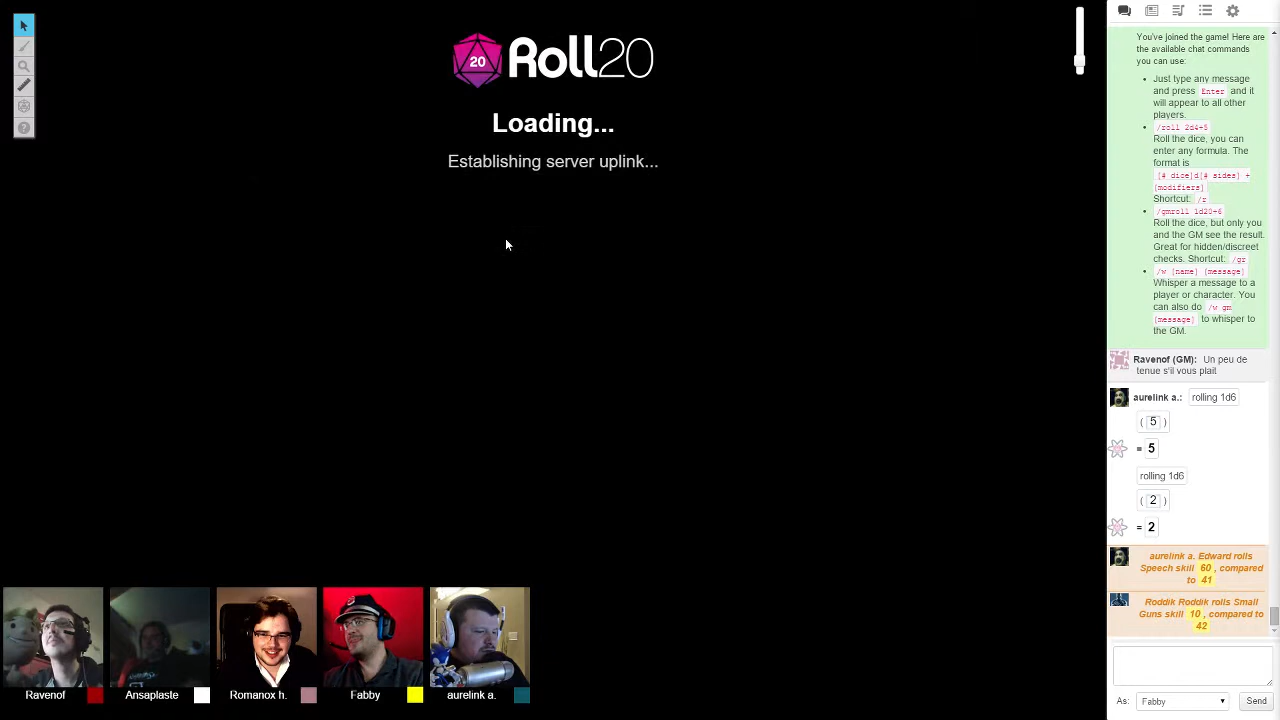 20 Roll20
Loading...
Establishing server uplink...
You've joined the game! Here are
the available chat commands
you can use:
Just type any message
and press Enter and it
will appear to all other
players.
/roll 2d4+5
Roll the dice, you can
enter any formula. The
format is
[# dice]d[# sides] +
[modifiers]
Shortcut: /r
/gmroll 1d20+6
Roll the dice, but only you
and the GM see the result.
Great for hidden/discreet
checks. Shortcut: /gr
/w [name] [message]
Whisper a message to a
player or character. You
can also do /w gm
[message] to whisper to
the GM.
Ravenof (GM): Un peu de
tenue s'il vous plait
aurelink a.: rolling 1d6
(5)
= 5
rolling 1d6
(2)
= 2
aurelink a. Edward rolls
Speech skill 60 , compared
to 41
Roddik Roddik rolls Small
Guns skill 10 , compared to
42
As: Fabby Send
Ravenof
Ansaplaste
Romanox h.
Fabby
aurelink a.